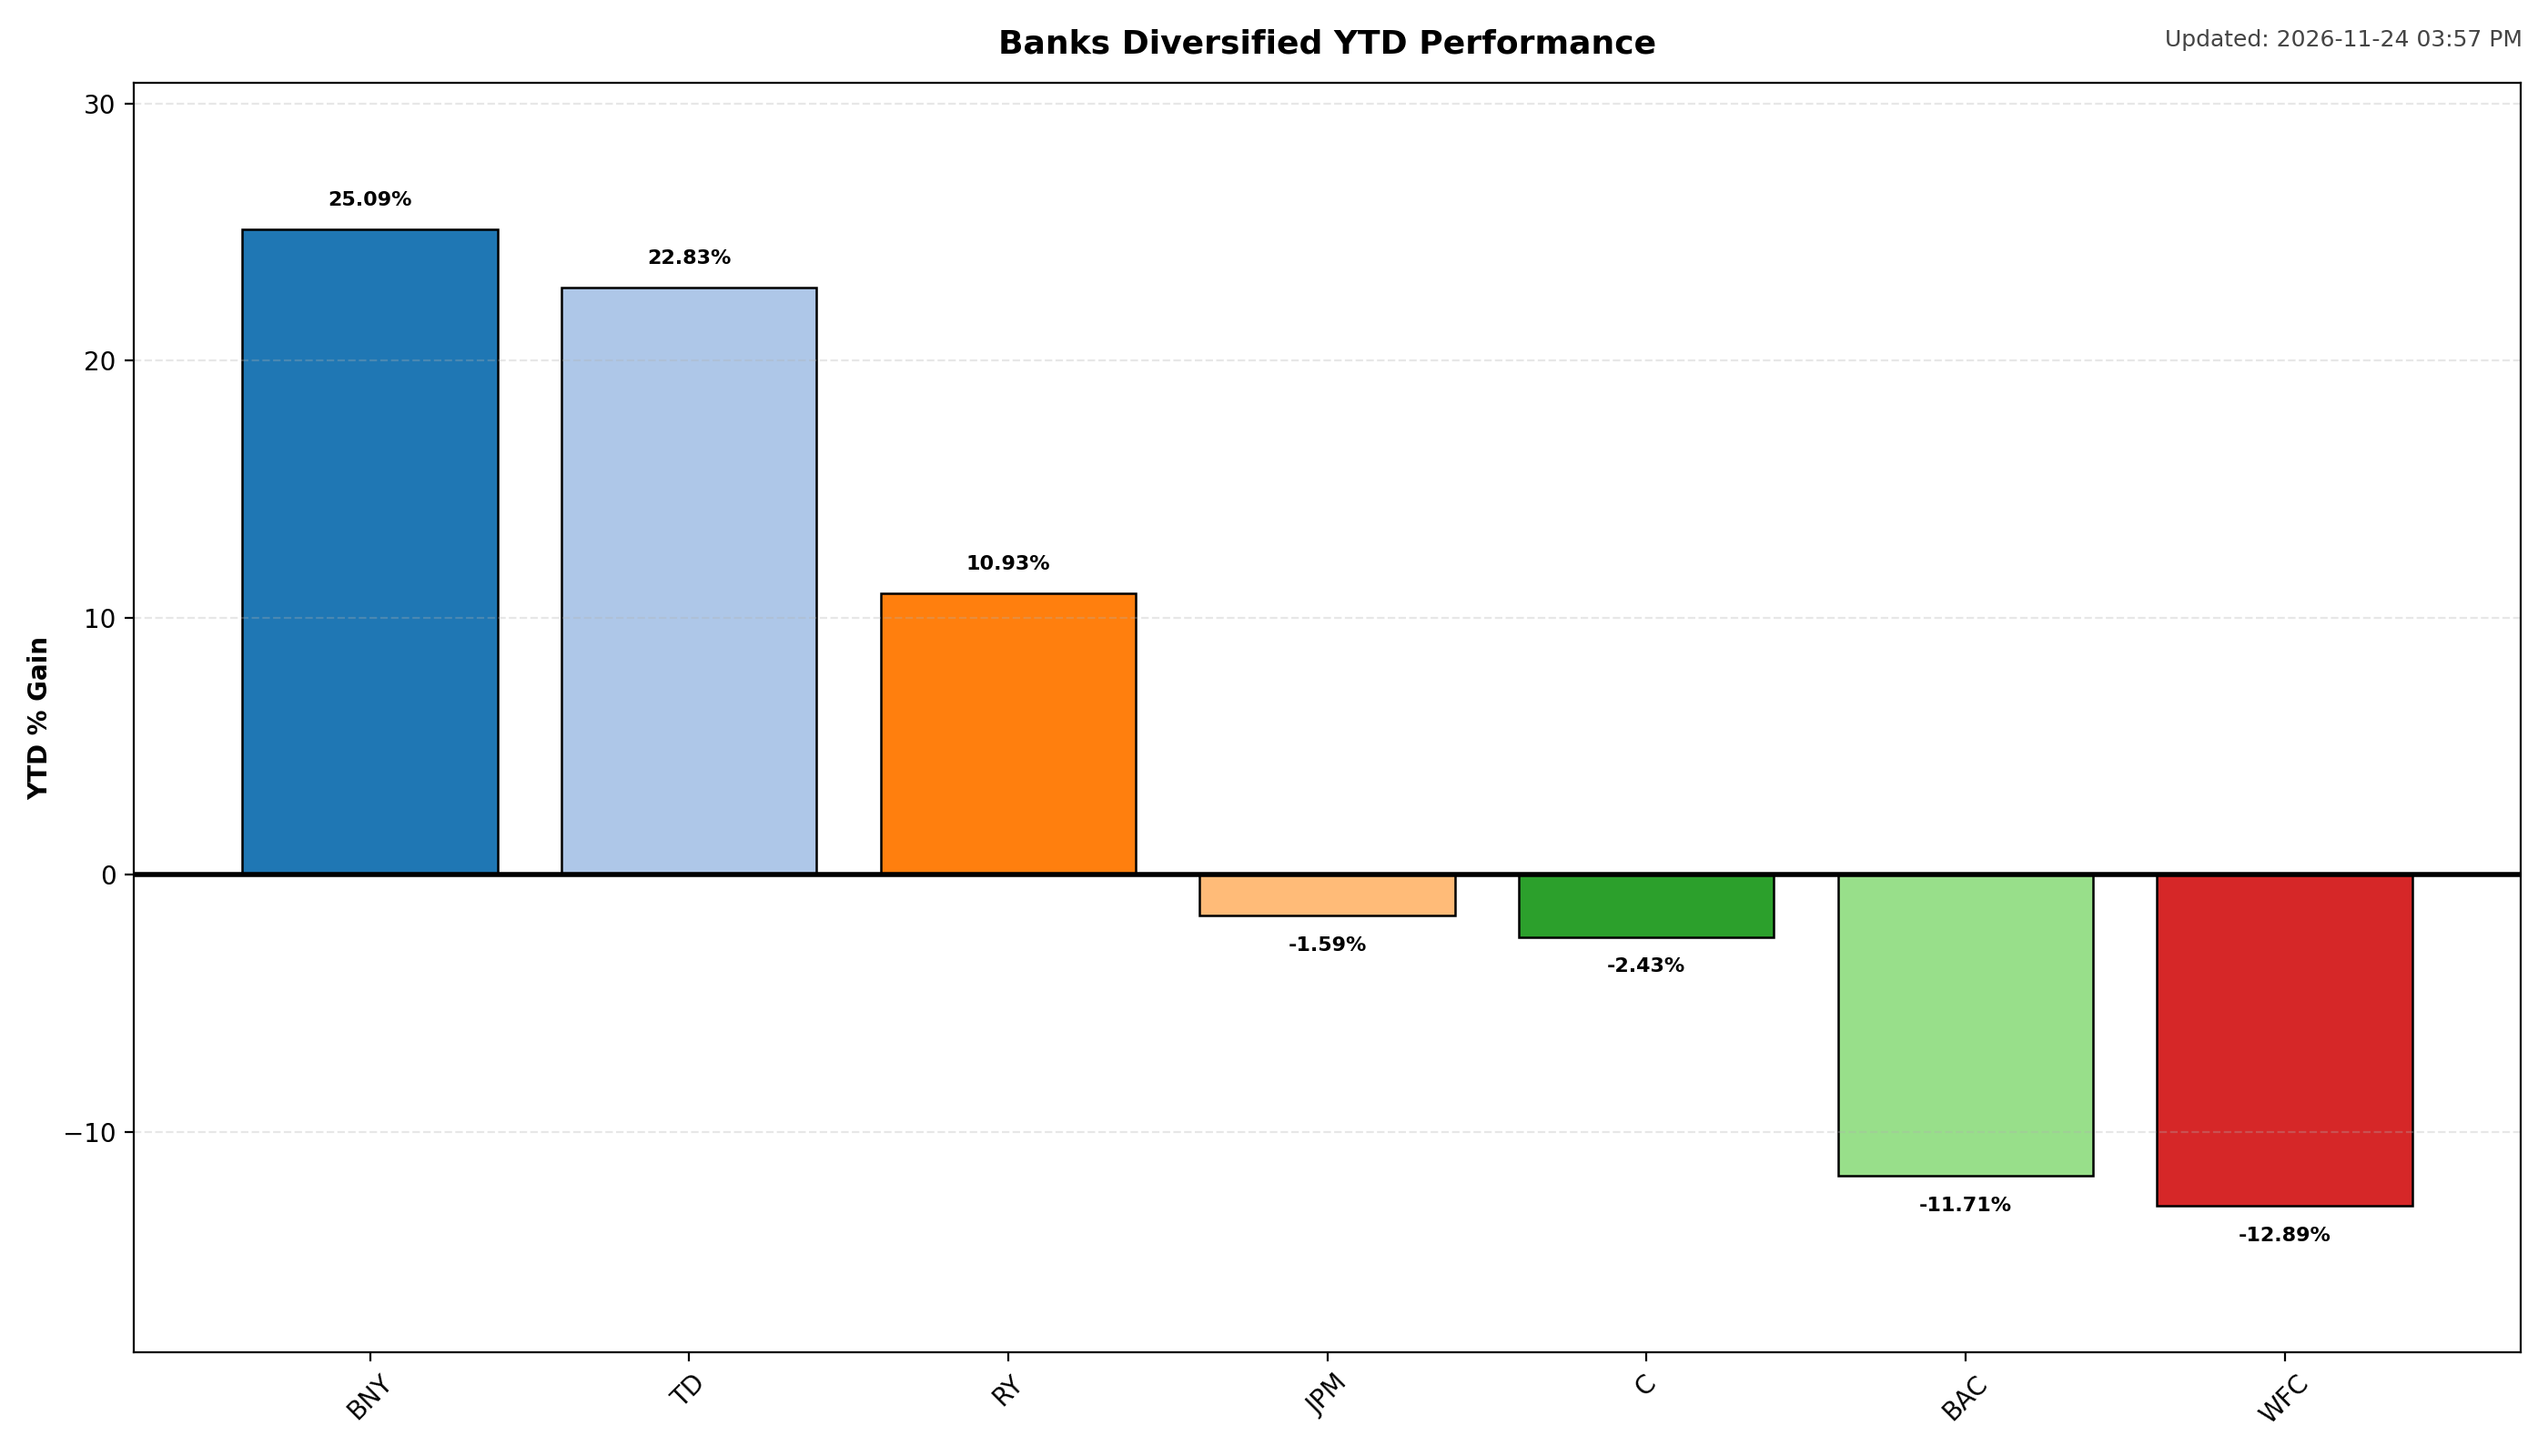 Banks Diversified YTD Performance
Updated: 2026-11-24 03:57 PM
YTD % Gain
30
20
10
0
−10
25.09%
22.83%
10.93%
-1.59%
-2.43%
-11.71%
-12.89%
BNY
TD
RY
JPM
C
BAC
WFC